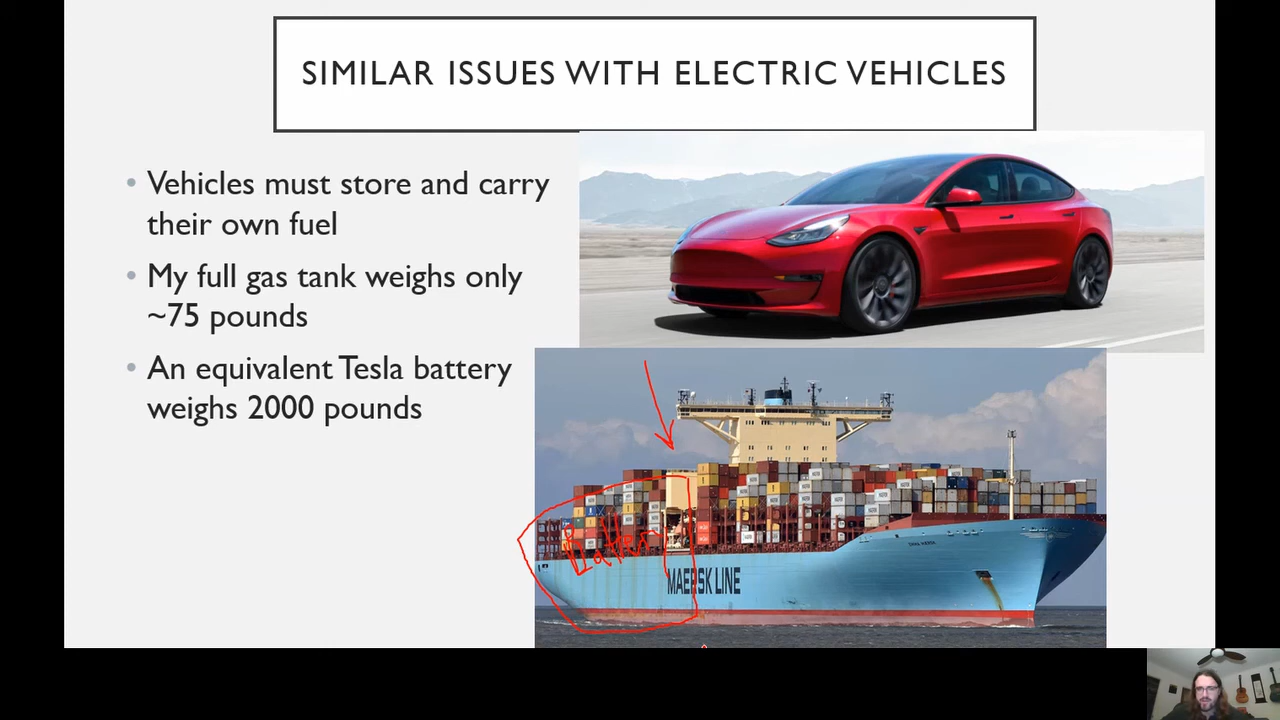 SIMILAR ISSUES WITH ELECTRIC VEHICLES
• Vehicles must store and carry
their own fuel
• My full gas tank weighs only
~75 pounds
• An equivalent Tesla battery
weighs 2000 pounds
Battery
MAERSK LINE